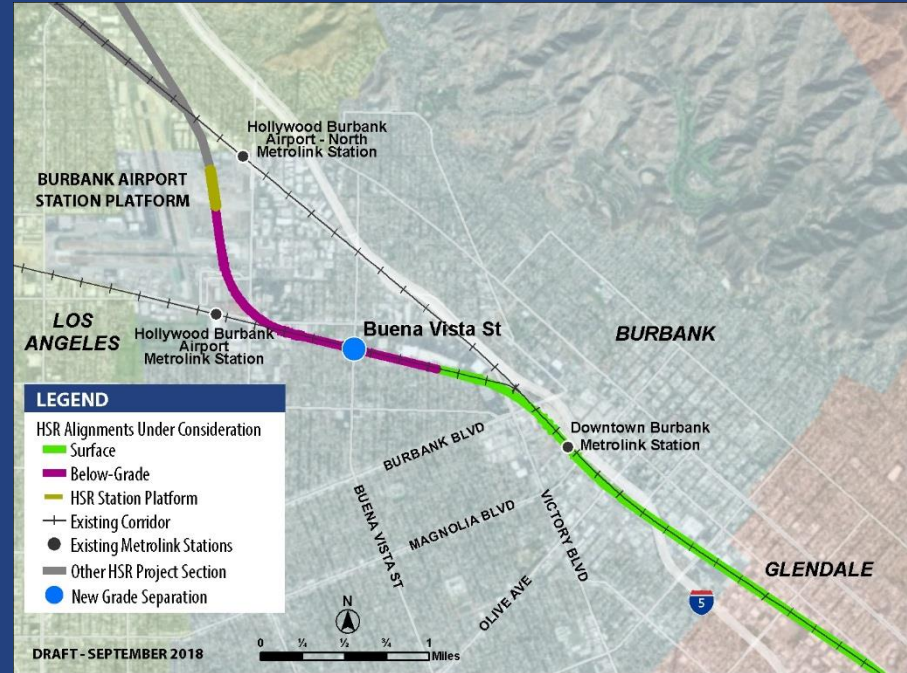 Hollywood Burbank
Airport - North
Metrolink Station
BURBANK AIRPORT
STATION PLATFORM
LOS
ANGELES
Hollywood Burbank
Airport
Metrolink Station
Buena Vista St
BURBANK
LEGEND
HSR Alignments Under Consideration
Surface
Below-Grade
HSR Station Platform
Existing Corridor
Existing Metrolink Stations
Other HSR Project Section
New Grade Separation
BURBANK BLVD
Downtown Burbank
Metrolink Station
BUENA VISTA ST
MAGNOLIA BLVD
VICTORY BLVD
OLIVE AVE
GLENDALE
5
N
0 ¼ ½ ¾ 1
Miles
DRAFT - SEPTEMBER 2018